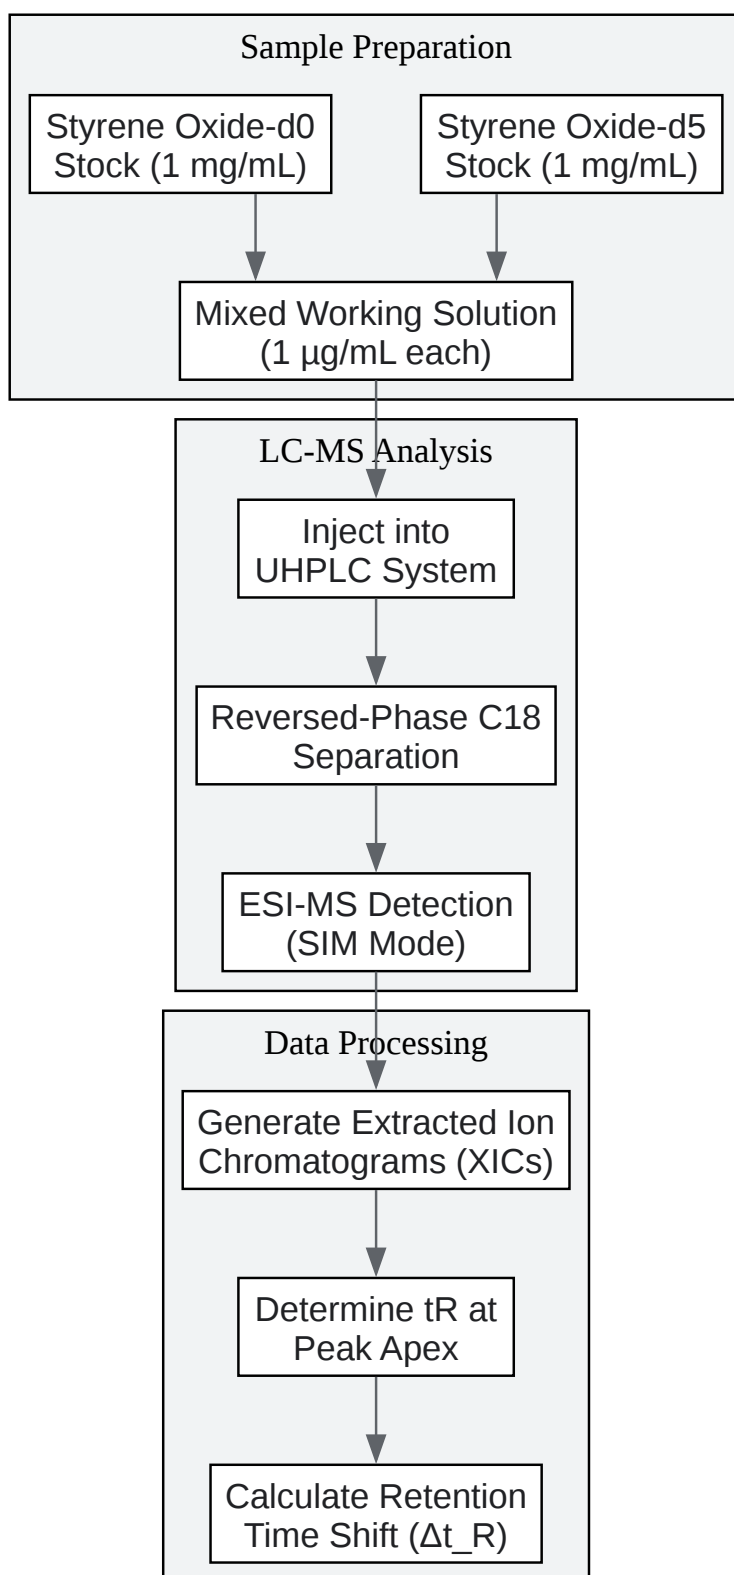 Sample Preparation
Styrene Oxide-d0
Stock (1 mg/mL)
Styrene Oxide-d5
Stock (1 mg/mL)
Mixed Working Solution
(1 µg/mL each)
LC-MS Analysis
Inject into
UHPLC System
Reversed-Phase C18
Separation
ESI-MS Detection
(SIM Mode)
Data Processing
Generate Extracted Ion
Chromatograms (XICs)
Determine tR at
Peak Apex
Calculate Retention
Time Shift (Δt_R)